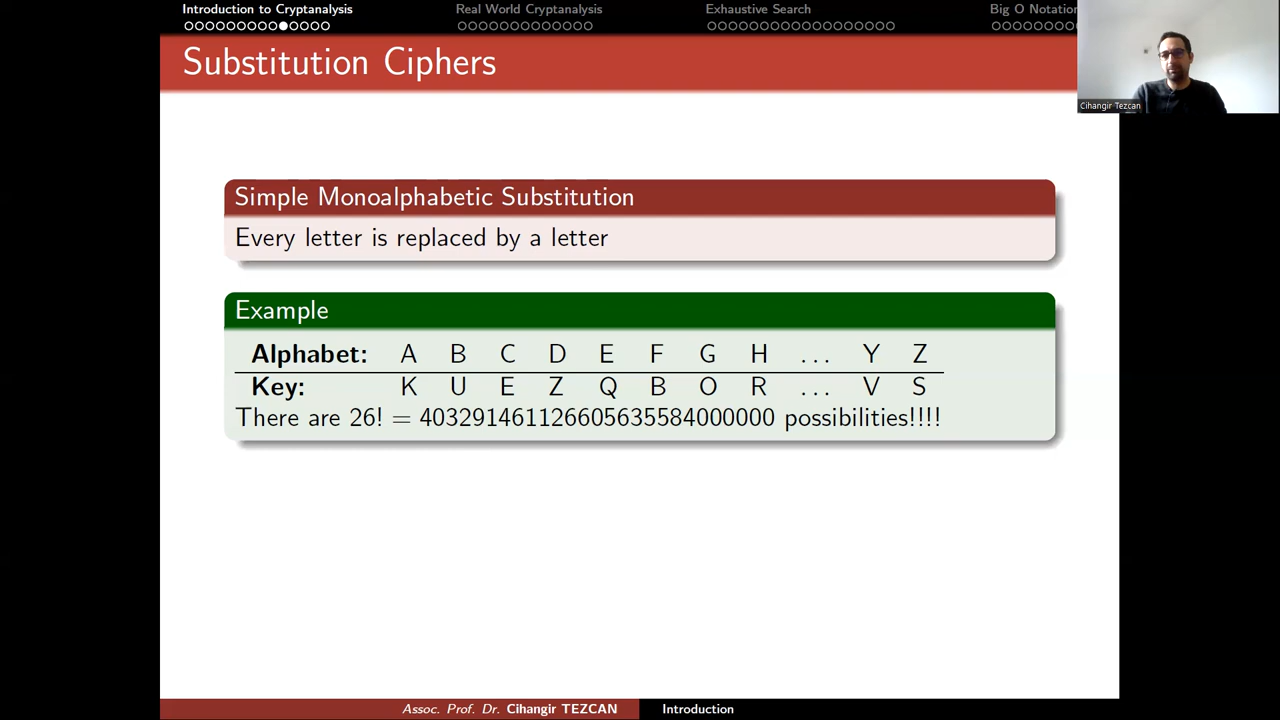 Introduction to Cryptanalysis Real World Cryptanalysis Exhaustive Search Big O Notation
Substitution Ciphers
Cihangir Tezcan
Simple Monoalphabetic Substitution
Every letter is replaced by a letter
Example
Alphabet: A B C D E F G H ... Y Z
Key: K U E Z Q B O R ... V S
There are 26! = 403291461126605635584000000 possibilities!!!!
Assoc. Prof. Dr. Cihangir TEZCAN Introduction